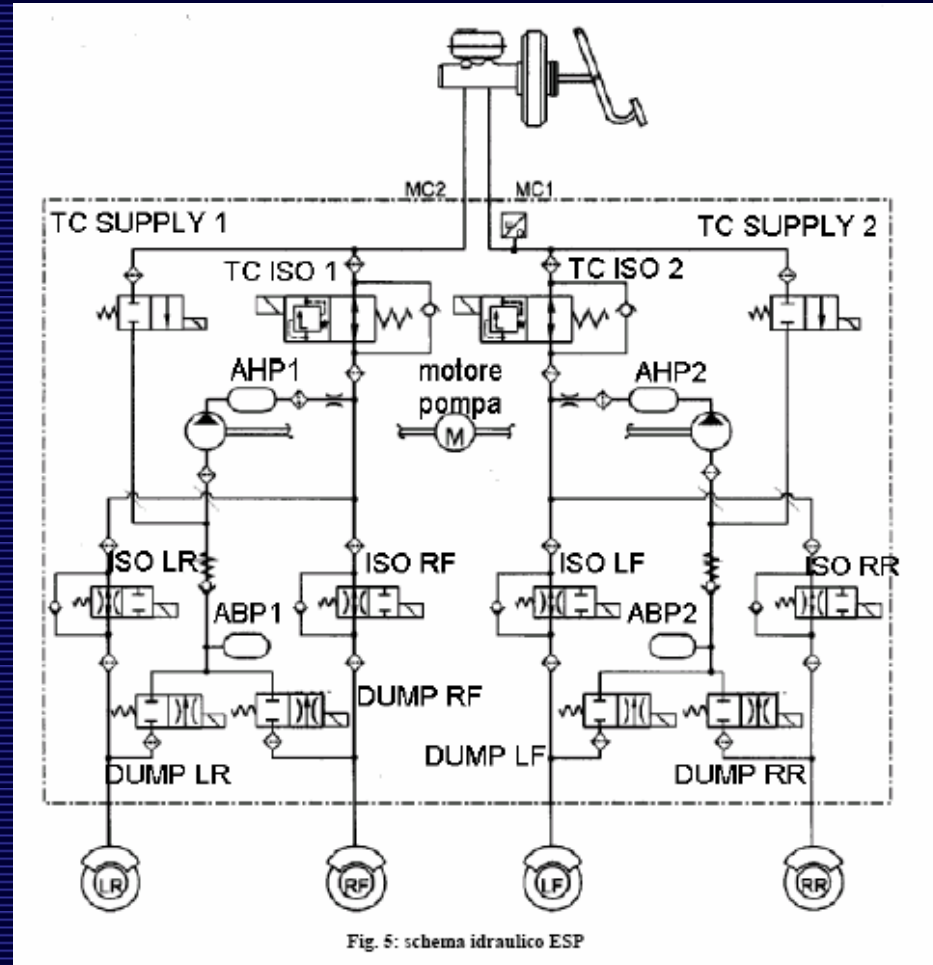 MC2 MC1
TC SUPPLY 1
TC SUPPLY 2
TC ISO 1
TC ISO 2
AHP1
motore
pompa
M
AHP2
ISO LR
ISO RF
ISO LF
ISO RR
ABP1
ABP2
DUMP RF
DUMP LF
DUMP LR
DUMP RR
LR
RF
LF
RR
Fig. 5: schema idraulico ESP